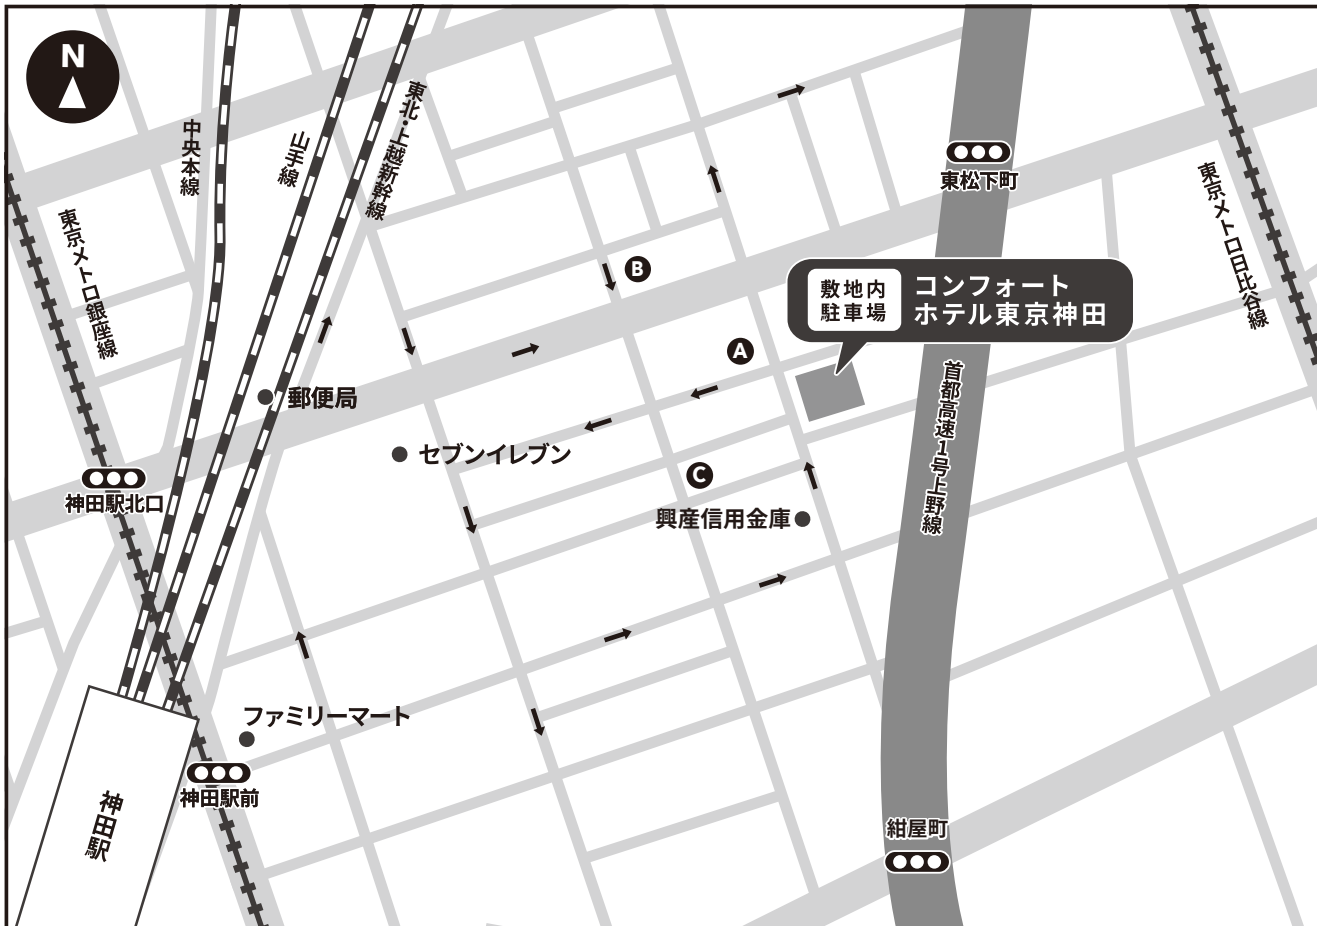 N
中央本線
山手線
東北・上越新幹線
東京メトロ銀座線
東松下町
東京メトロ日比谷線
B
敷地内
駐車場
コンフォート
ホテル東京神田
A
郵便局
首都高速1号上野線
セブンイレブン
神田駅北口
C
興産信用金庫
ファミリーマート
神田駅前
神田駅
紺屋町